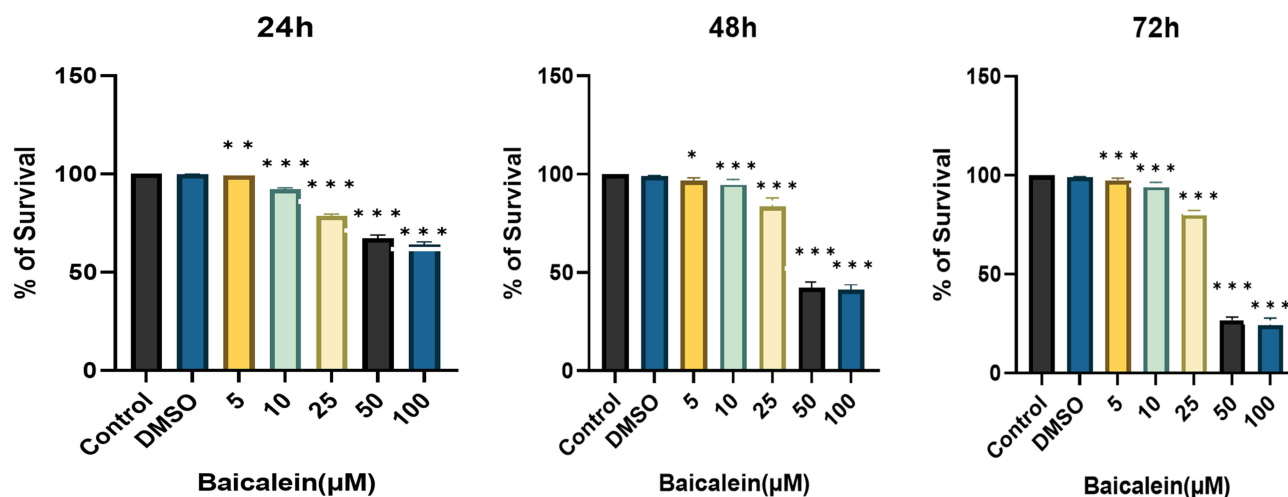 24h
% of Survival
150
100
50
0
**
***
***
***
***
Control
DMSO
5
10
25
50
100
Baicalein(µM)
48h
% of Survival
150
100
50
0
*
***
***
***
***
Control
DMSO
5
10
25
50
100
Baicalein(µM)
72h
% of Survival
150
100
50
0
***
***
***
***
***
Control
DMSO
5
10
25
50
100
Baicalein(µM)